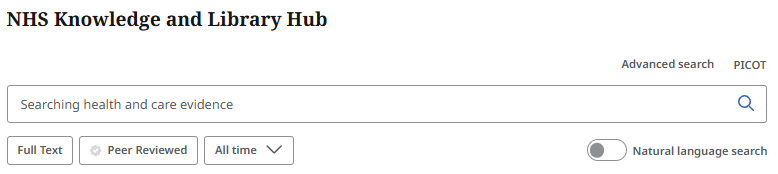 NHS Knowledge and Library Hub
Advanced search PICOT
Searching health and care evidence
Full Text Peer Reviewed All time Natural language search